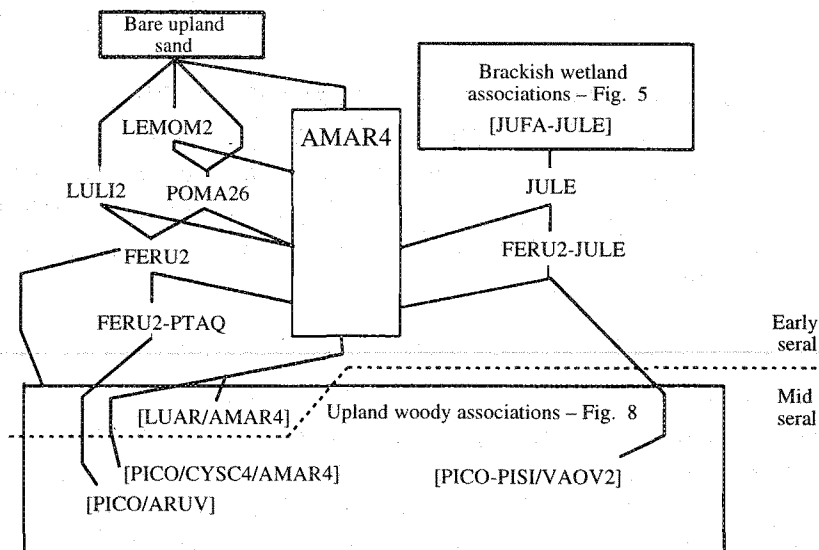 Bare upland
sand
Brackish wetland
associations – Fig. 5
[JUFA-JULE]
LEMOM2
AMAR4
LULI2
POMA26
JULE
FERU2
FERU2-JULE
FERU2-PTAQ
Early
seral
Mid
seral
[LUAR/AMAR4]
Upland woody associations – Fig. 8
[PICO/CYSC4/AMAR4]
[PICO-PISI/VAOV2]
[PICO/ARUV]